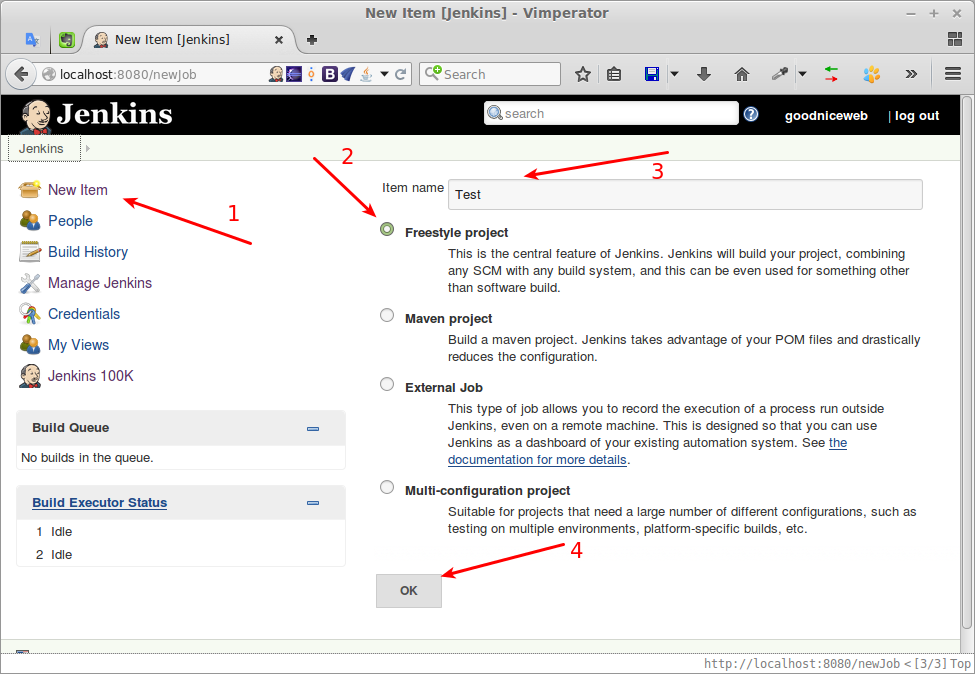 New Item [Jenkins] - Vimperator
New Item [Jenkins]
localhost:8080/newJob
B
Search
Jenkins
search
?
goodniceweb
| log out
Jenkins
New Item
People
Build History
Manage Jenkins
Credentials
My Views
Jenkins 100K
1
Build Queue
No builds in the queue.
Build Executor Status
1 Idle
2 Idle
2
3
Item name
Test
Freestyle project
This is the central feature of Jenkins. Jenkins will build your project, combining
any SCM with any build system, and this can be even used for something other
than software build.
Maven project
Build a maven project. Jenkins takes advantage of your POM files and drastically
reduces the configuration.
External Job
This type of job allows you to record the execution of a process run outside
Jenkins, even on a remote machine. This is designed so that you can use
Jenkins as a dashboard of your existing automation system. See the
documentation for more details.
Multi-configuration project
Suitable for projects that need a large number of different configurations, such as
testing on multiple environments, platform-specific builds, etc.
4
OK
http://localhost:8080/newJob <[3/3] Top